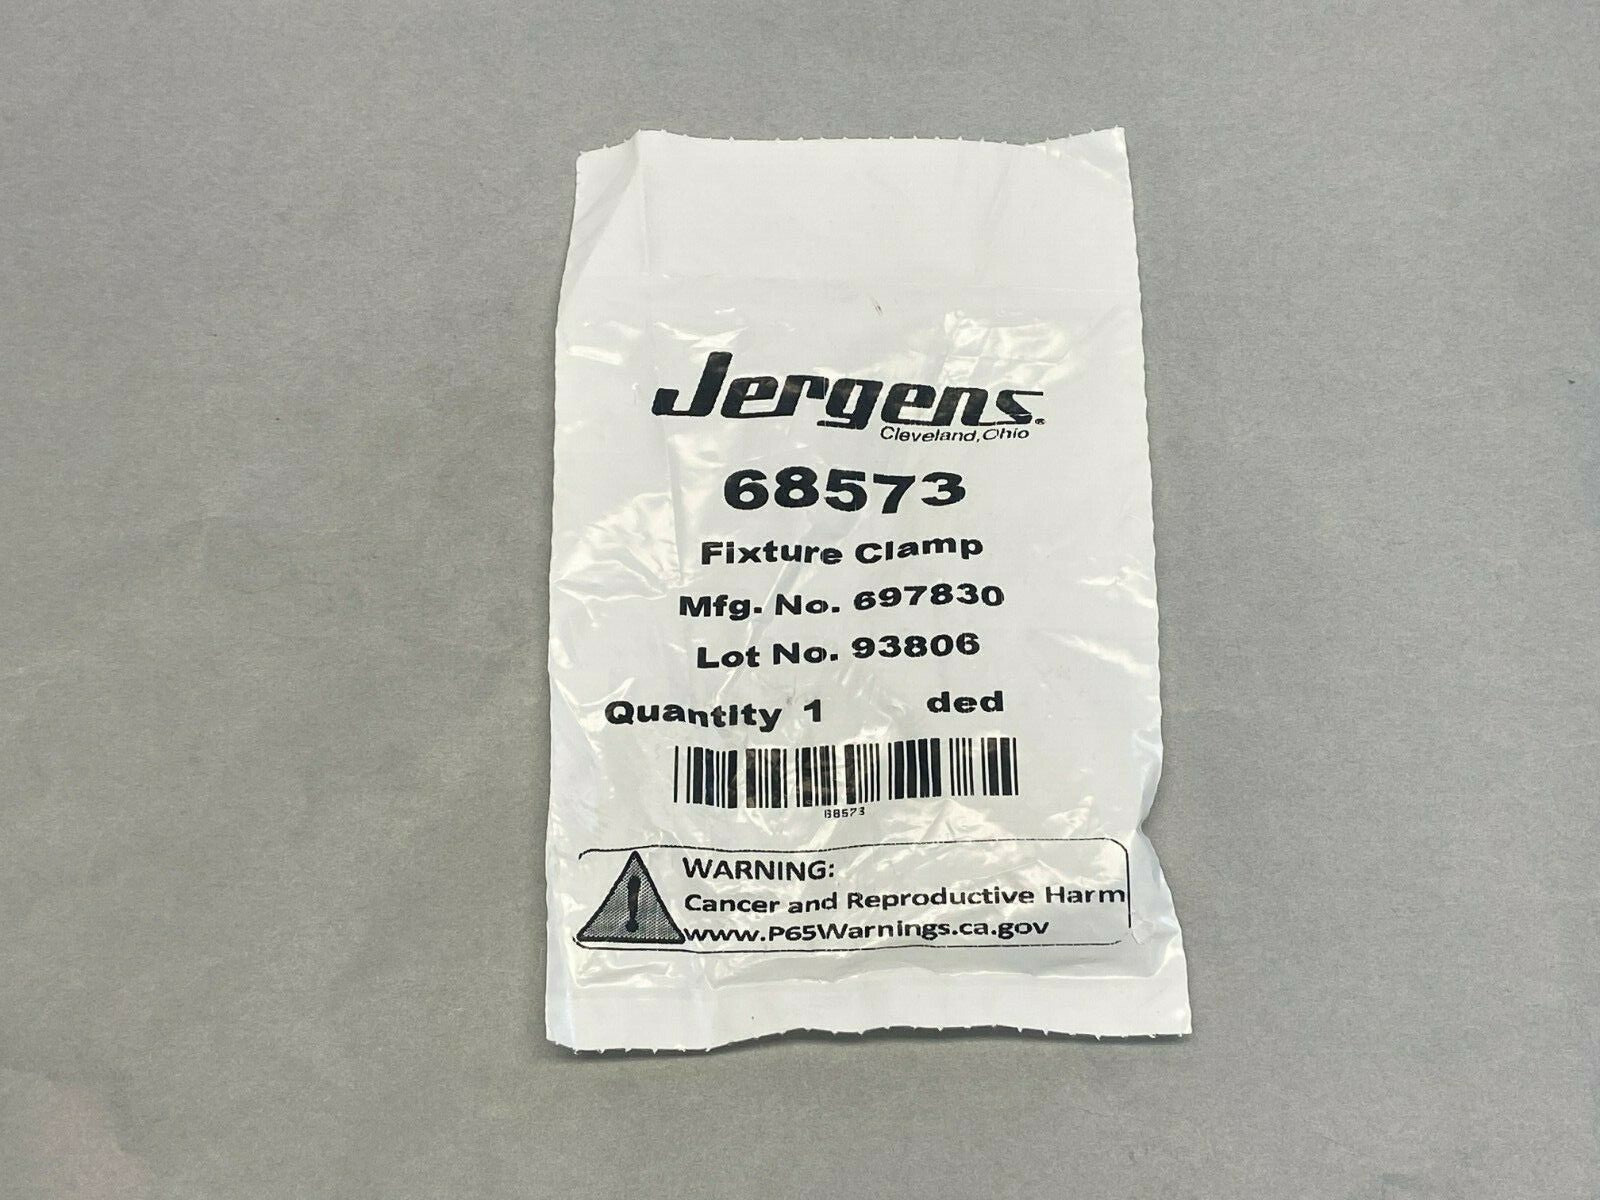 Jergens®
Cleveland, Ohio
68573
Fixture Clamp
Mfg. No. 697830
Lot No. 93806
Quantity 1 ded
68573
WARNING:
Cancer and Reproductive Harm
www.P65Warnings.ca.gov